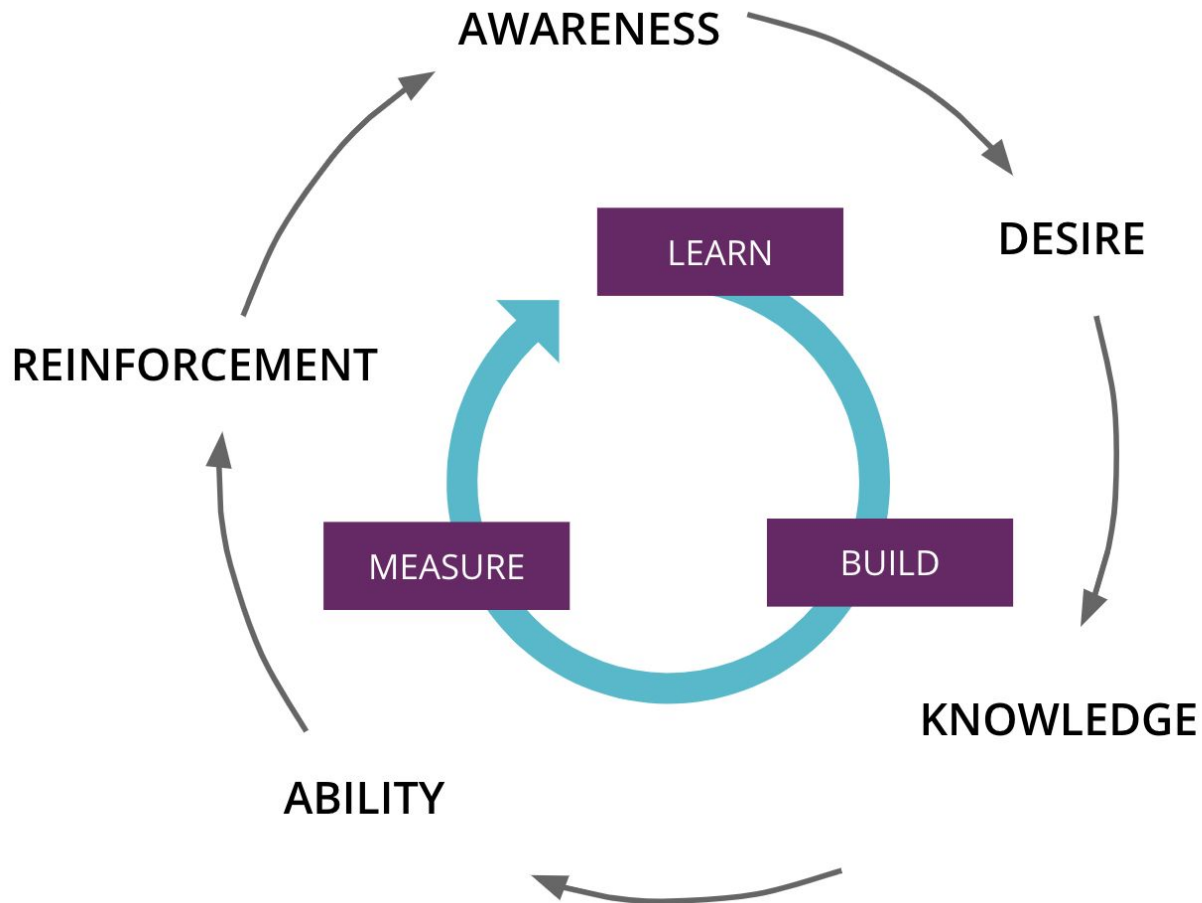 AWARENESS
LEARN
DESIRE
REINFORCEMENT
MEASURE
BUILD
KNOWLEDGE
ABILITY